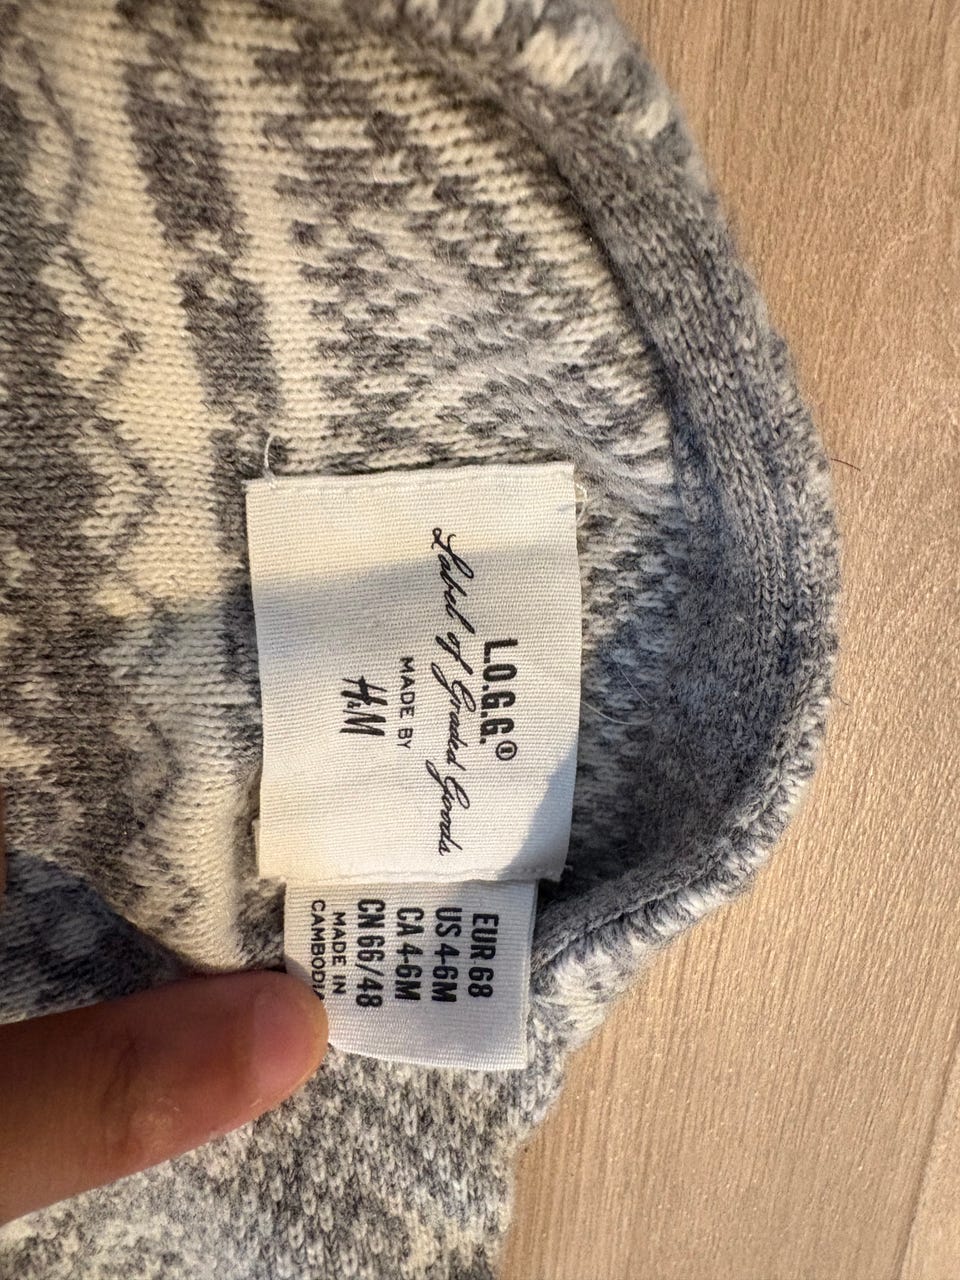 L.O.G.G.®
Label of Graded Goods
MADE BY
H&M
EUR 68
US 4-6M
CA 4-6M
CN 66/48
MADE IN
CAMBODIA